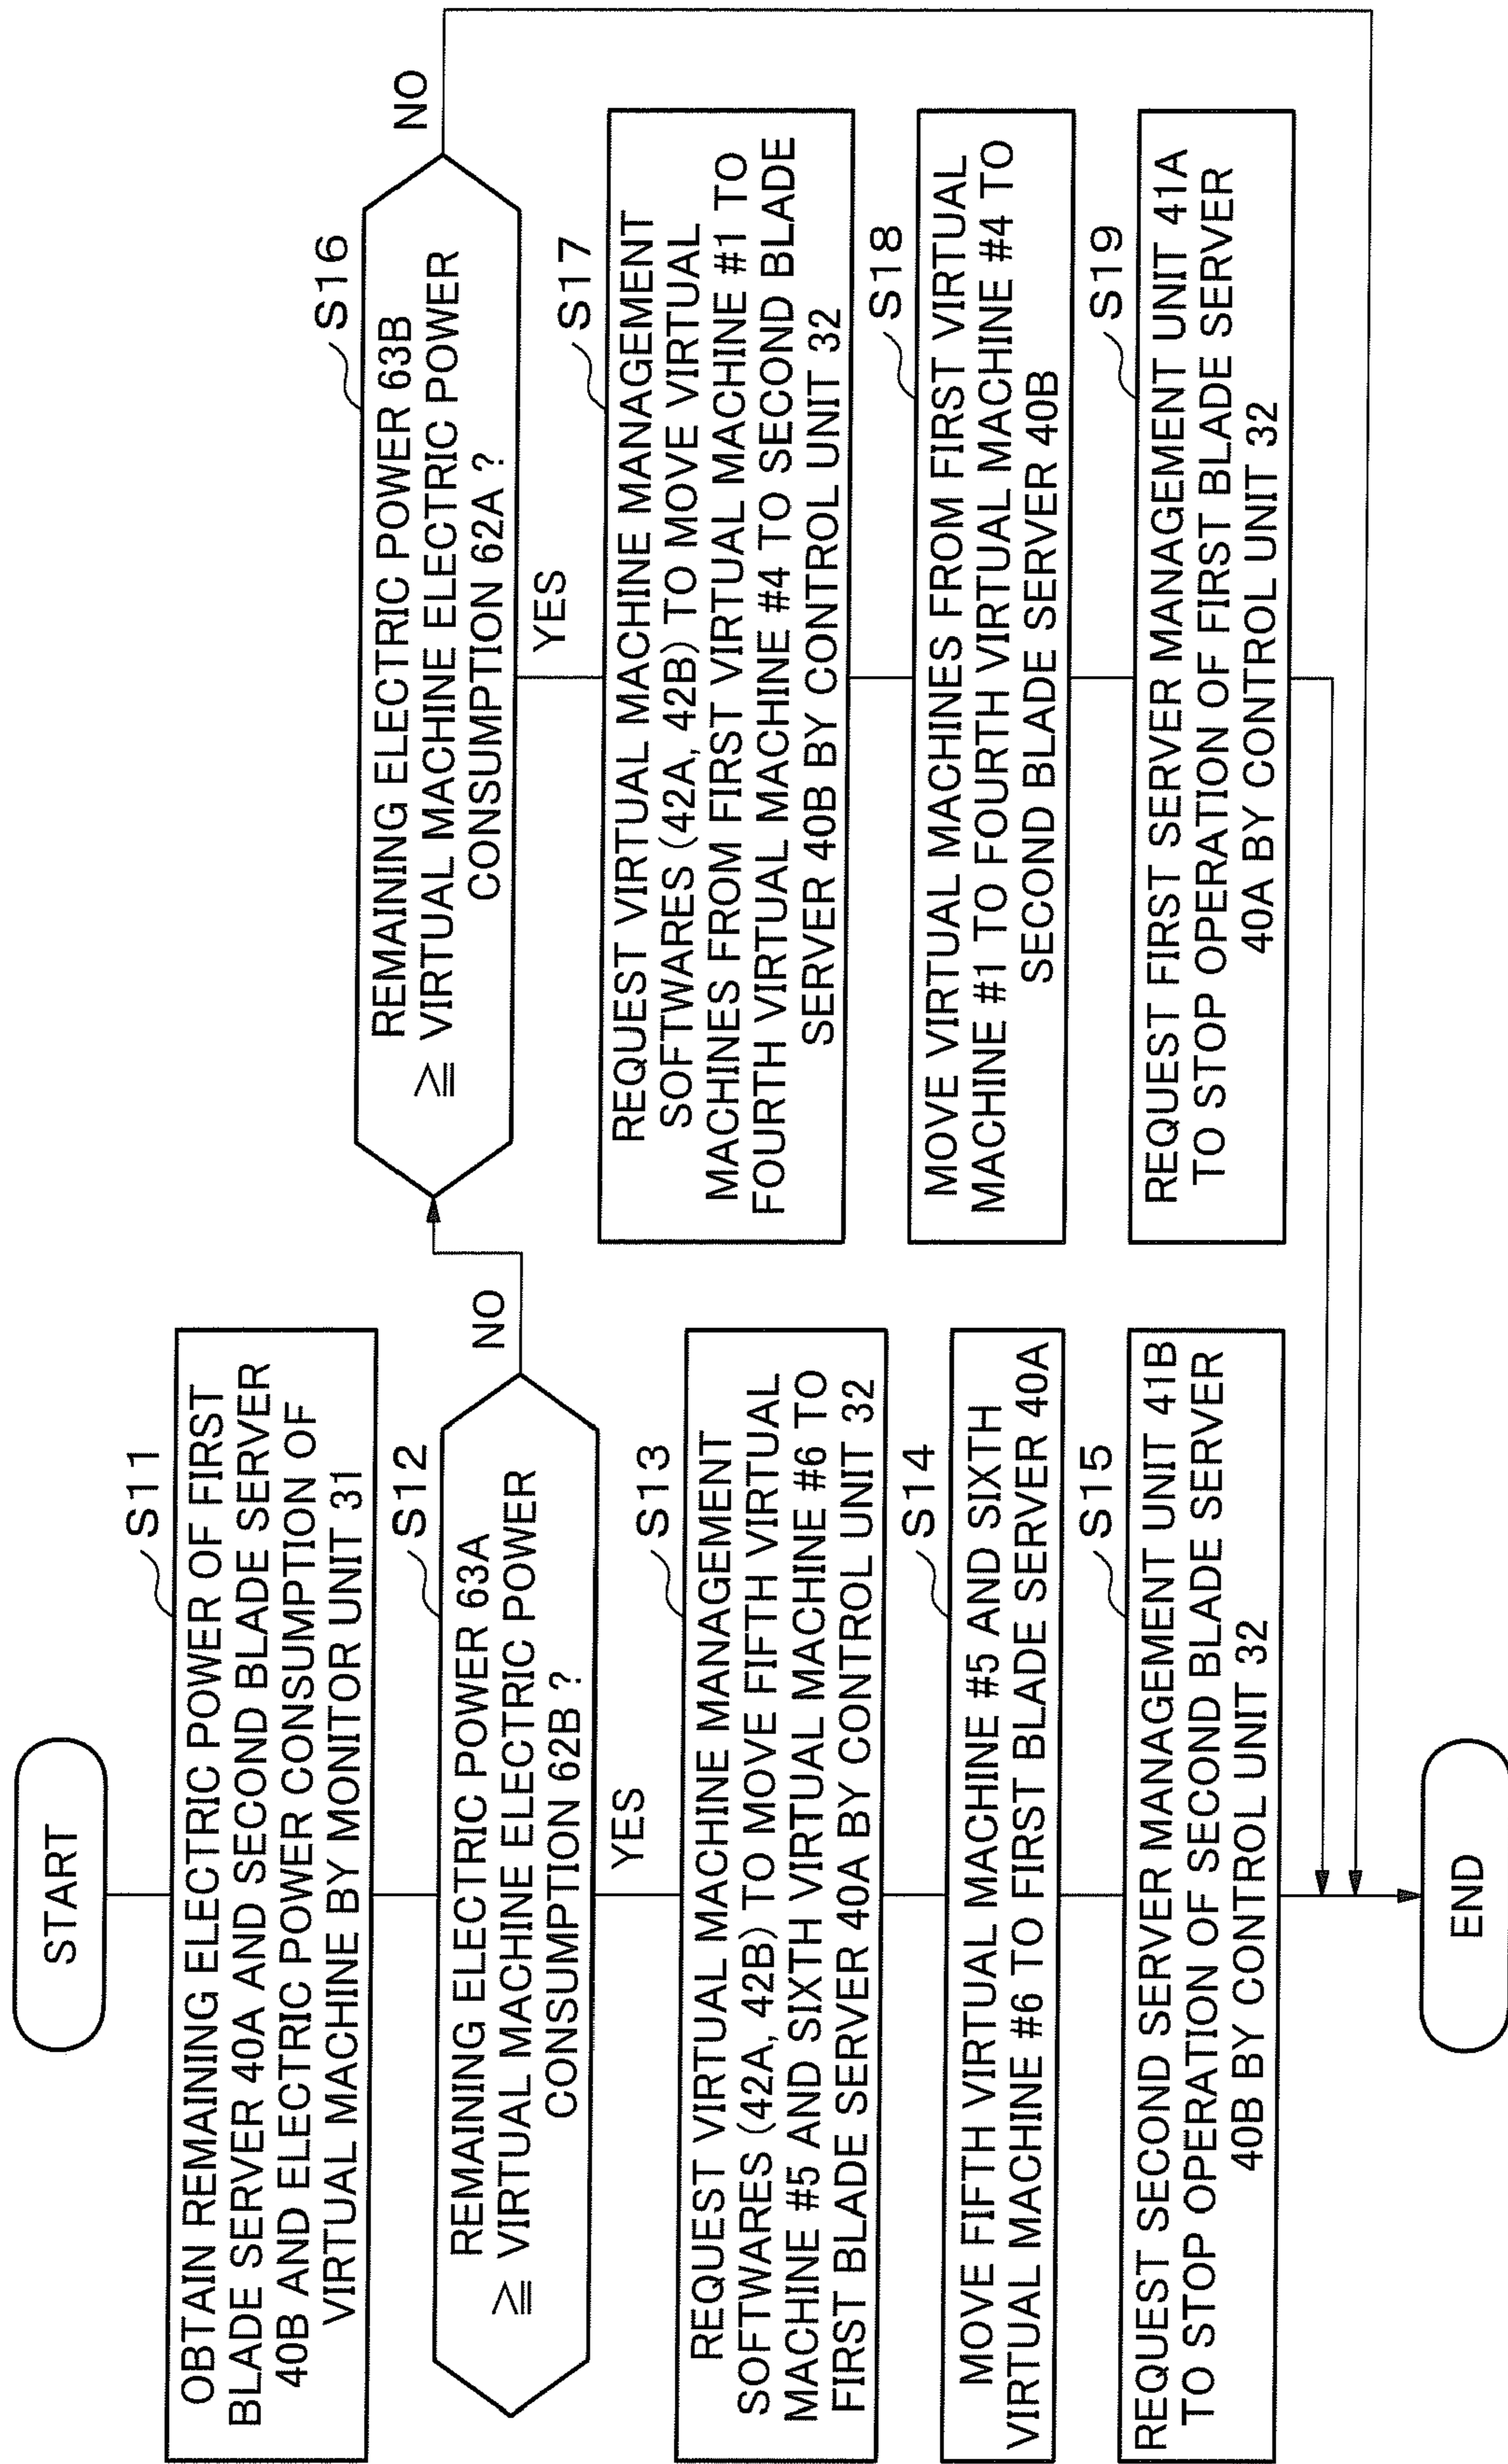 START
S11
OBTAIN REMAINING ELECTRIC POWER OF FIRST
BLADE SERVER 40A AND SECOND BLADE SERVER
40B AND ELECTRIC POWER CONSUMPTION OF
VIRTUAL MACHINE BY MONITOR UNIT 31
S12
REMAINING ELECTRIC POWER 63A
≧ VIRTUAL MACHINE ELECTRIC POWER
CONSUMPTION 62B ?
NO
YES
S13
REQUEST VIRTUAL MACHINE MANAGEMENT
SOFTWARES (42A, 42B) TO MOVE FIFTH VIRTUAL
MACHINE #5 AND SIXTH VIRTUAL MACHINE #6 TO
FIRST BLADE SERVER 40A BY CONTROL UNIT 32
S14
MOVE FIFTH VIRTUAL MACHINE #5 AND SIXTH
VIRTUAL MACHINE #6 TO FIRST BLADE SERVER 40A
S15
REQUEST SECOND SERVER MANAGEMENT UNIT 41B
TO STOP OPERATION OF SECOND BLADE SERVER
40B BY CONTROL UNIT 32
S16
REMAINING ELECTRIC POWER 63B
≧ VIRTUAL MACHINE ELECTRIC POWER
CONSUMPTION 62A ?
NO
YES
S17
REQUEST VIRTUAL MACHINE MANAGEMENT
SOFTWARES (42A, 42B) TO MOVE VIRTUAL
MACHINES FROM FIRST VIRTUAL MACHINE #1 TO
FOURTH VIRTUAL MACHINE #4 TO SECOND BLADE
SERVER 40B BY CONTROL UNIT 32
S18
MOVE VIRTUAL MACHINES FROM FIRST VIRTUAL
MACHINE #1 TO FOURTH VIRTUAL MACHINE #4 TO
SECOND BLADE SERVER 40B
S19
REQUEST FIRST SERVER MANAGEMENT UNIT 41A
TO STOP OPERATION OF FIRST BLADE SERVER
40A BY CONTROL UNIT 32
END